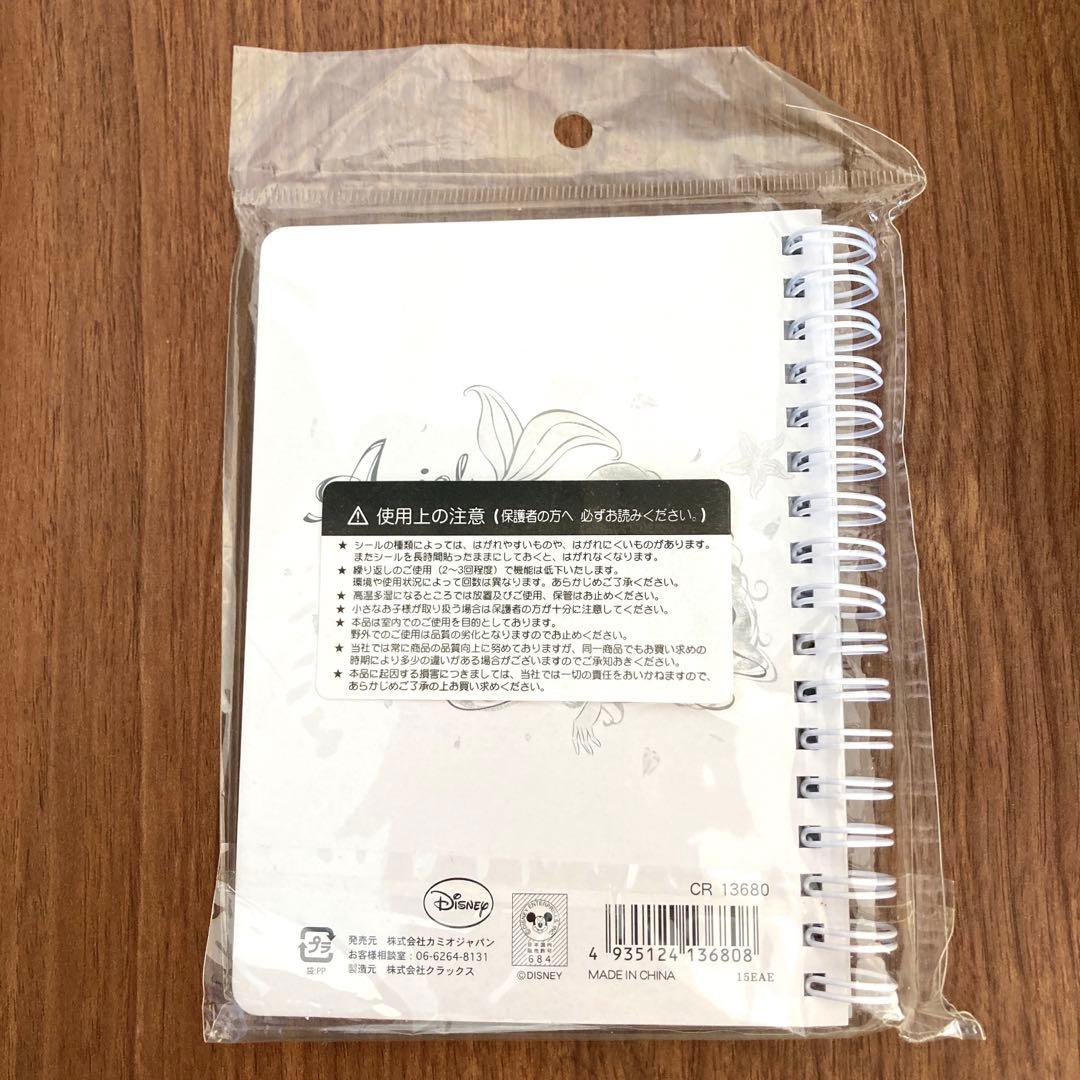 Ariel
⚠ 使用上の注意（保護者の方へ 必ずお読みください。）
★ シールの種類によっては、はがれやすいものや、はがれにくいものがあります。
またシールを長時間貼ったままにしておくと、はがれなくなります。
★ 繰り返しのご使用（2～3回程度）で機能は低下いたします。
環境や使用状況によって回数は異なります。あらかじめご了承ください。
★ 高温多湿になるところでは放置及びご使用、保管はお止めください。
★ 小さなお子様が取り扱う場合は保護者の方が十分に注意してください。
★ 本品は室内でのご使用を目的としております。
野外でのご使用は品質の劣化となりますのでお止めください。
★ 当社では常に商品の品質向上に努めておりますが、同一商品でもお買い求めの
時期により多少の違いがある場合がございますのでご承知おきください。
★ 本品に起因する損害につきましては、当社では一切の責任をおいかねますので、
あらかじめご了承の上お買い求めください。
CR 13680
Disney
プラ
袋:PP
発売元 株式会社カミオジャパン
お客様相談室：06-6264-8131
製造元 株式会社クラックス
日本国内
販売許可
684
©DISNEY
4 935124 136808
MADE IN CHINA
15EAE